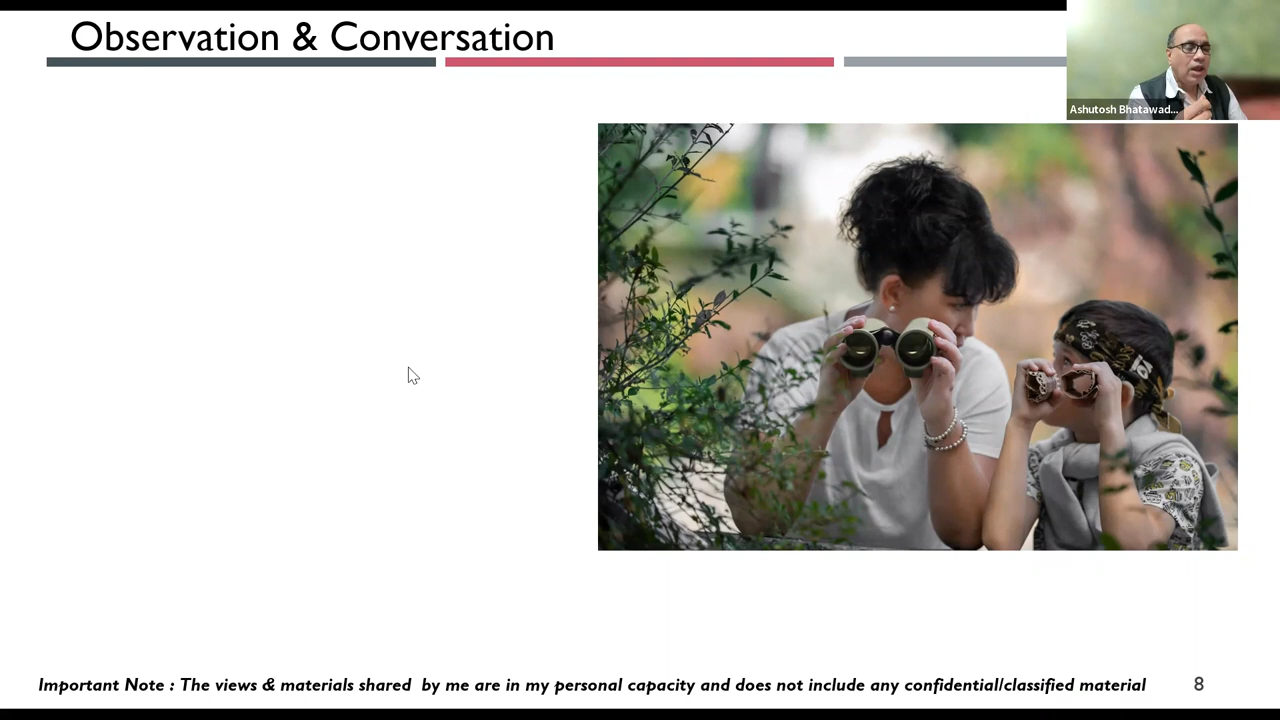 Observation & Conversation
Ashutosh Bhatawad...
Important Note : The views & materials shared by me are in my personal capacity and does not include any confidential/classified material
8